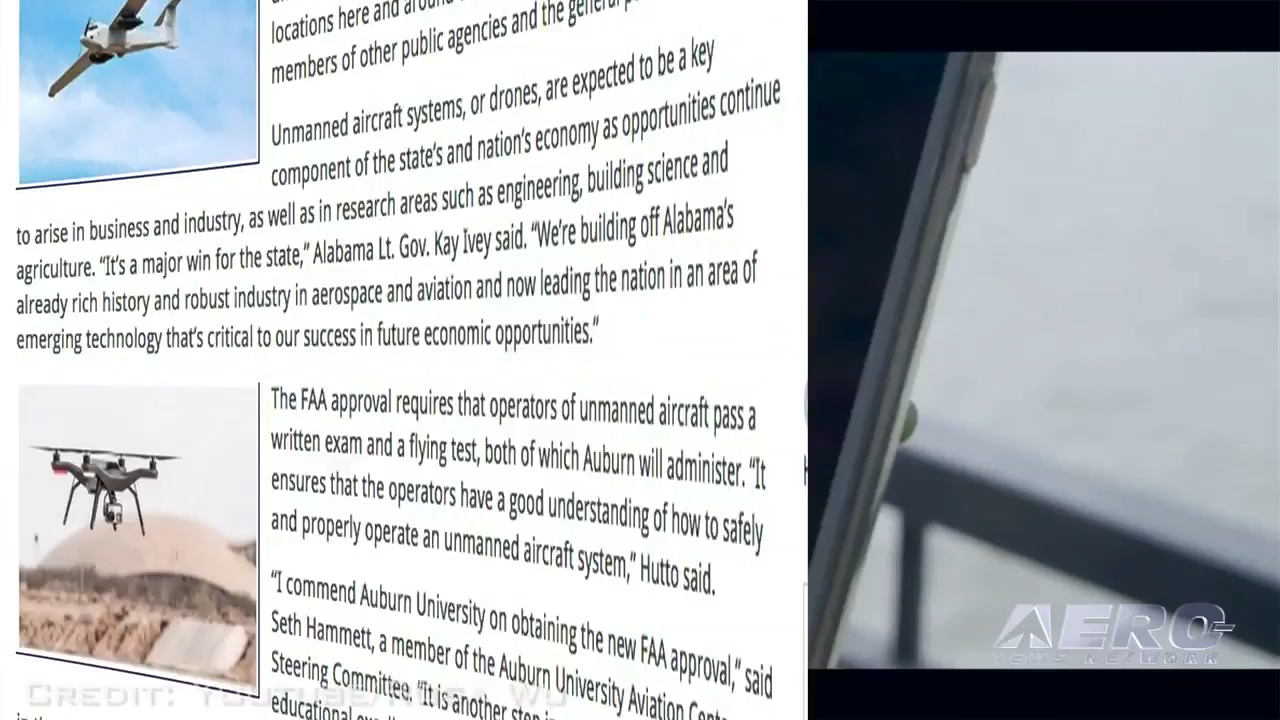 locations here and around
members of other public agencies and the general
Unmanned aircraft systems, or drones, are expected to be a key
component of the state's and nation's economy as opportunities continue
to arise in business and industry, as well as in research areas such as engineering, building science and
agriculture. “It's a major win for the state,” Alabama Lt. Gov. Kay Ivey said. “We're building off Alabama's
already rich history and robust industry in aerospace and aviation and now leading the nation in an area of
emerging technology that's critical to our success in future economic opportunities.”
The FAA approval requires that operators of unmanned aircraft pass a
written exam and a flying test, both of which Auburn will administer. “It
ensures that the operators have a good understanding of how to safely
and properly operate an unmanned aircraft system,” Hutto said.
“I commend Auburn University on obtaining the new FAA approval,” said
Seth Hammett, a member of the Auburn University Aviation
Steering Committee. “It is another step
educational
Credit: YouTube/
AERO
NEWS NETWORK